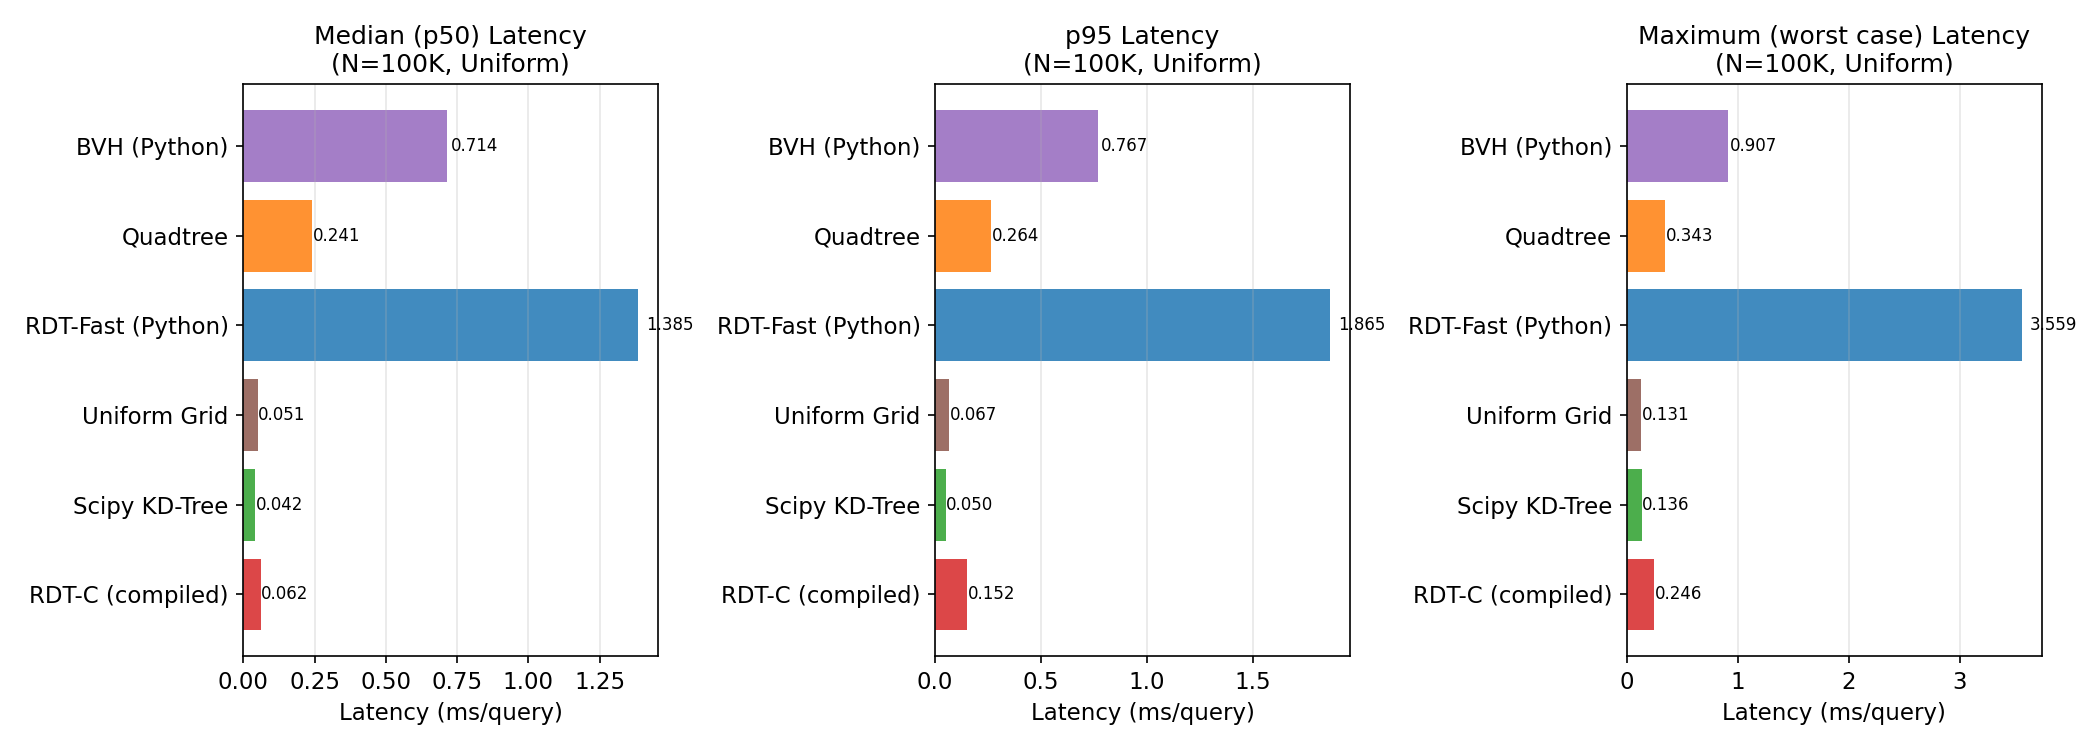 Median (p50) Latency
(N=100K, Uniform)
BVH (Python)
0.714
Quadtree
0.241
RDT-Fast (Python)
1.385
Uniform Grid
0.051
Scipy KD-Tree
0.042
RDT-C (compiled)
0.062
0.00 0.25 0.50 0.75 1.00 1.25
Latency (ms/query)
p95 Latency
(N=100K, Uniform)
BVH (Python)
0.767
Quadtree
0.264
RDT-Fast (Python)
1.865
Uniform Grid
0.067
Scipy KD-Tree
0.050
RDT-C (compiled)
0.152
0.0 0.5 1.0 1.5
Latency (ms/query)
Maximum (worst case) Latency
(N=100K, Uniform)
BVH (Python)
0.907
Quadtree
0.343
RDT-Fast (Python)
3.559
Uniform Grid
0.131
Scipy KD-Tree
0.136
RDT-C (compiled)
0.246
0 1 2 3
Latency (ms/query)